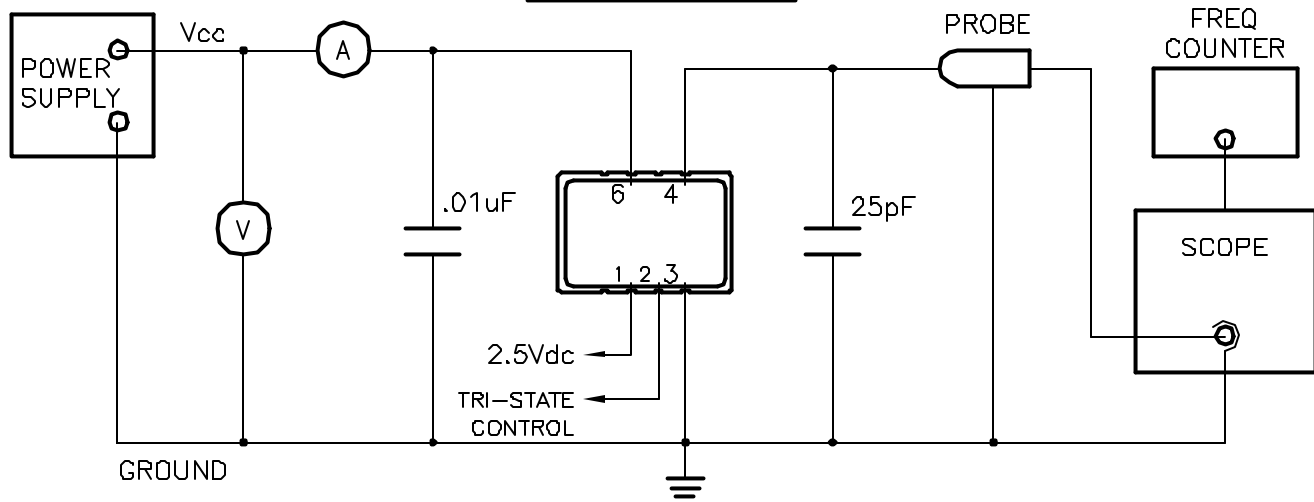 Vcc
A
PROBE
FREQ
COUNTER
POWER
SUPPLY
6 4
.01uF
25pF
V
SCOPE
1 2 3
2.5Vdc
TRI-STATE
CONTROL
GROUND